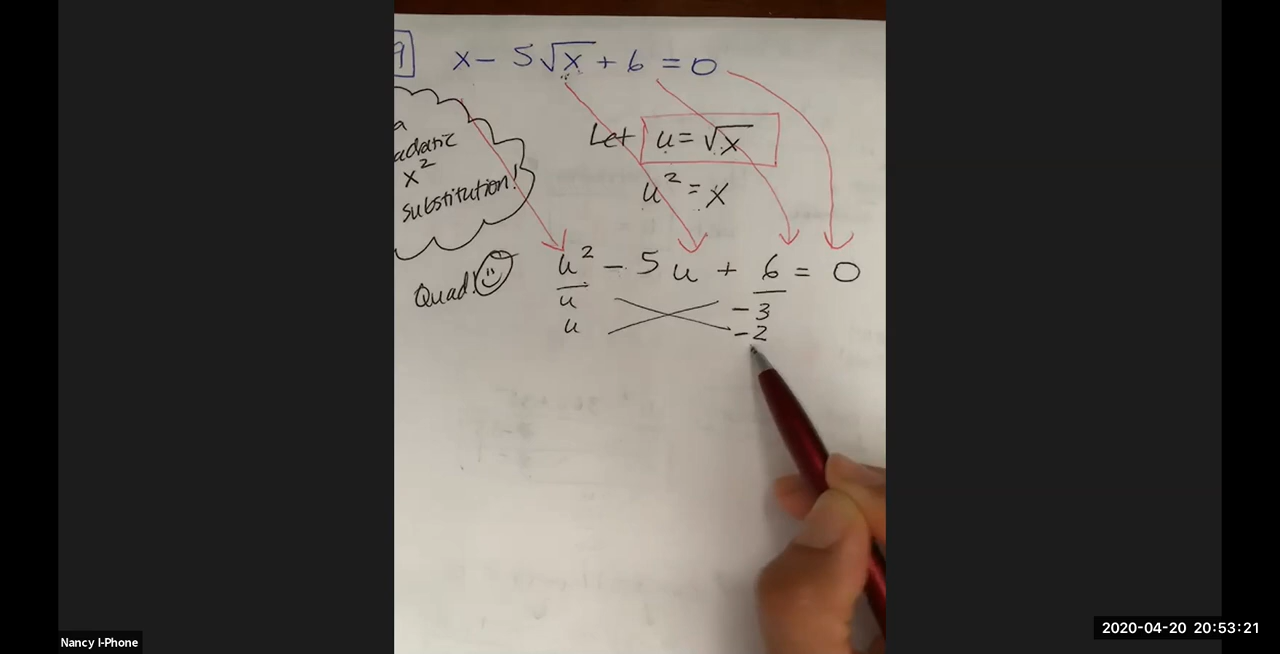 9 x - 5√x + 6 = 0
a
adratic
x²
substitution!
Let u = √x
u² = x
Quad!
u² - 5u + 6 = 0
u -3
u -2
Nancy I-Phone
2020-04-20 20:53:21